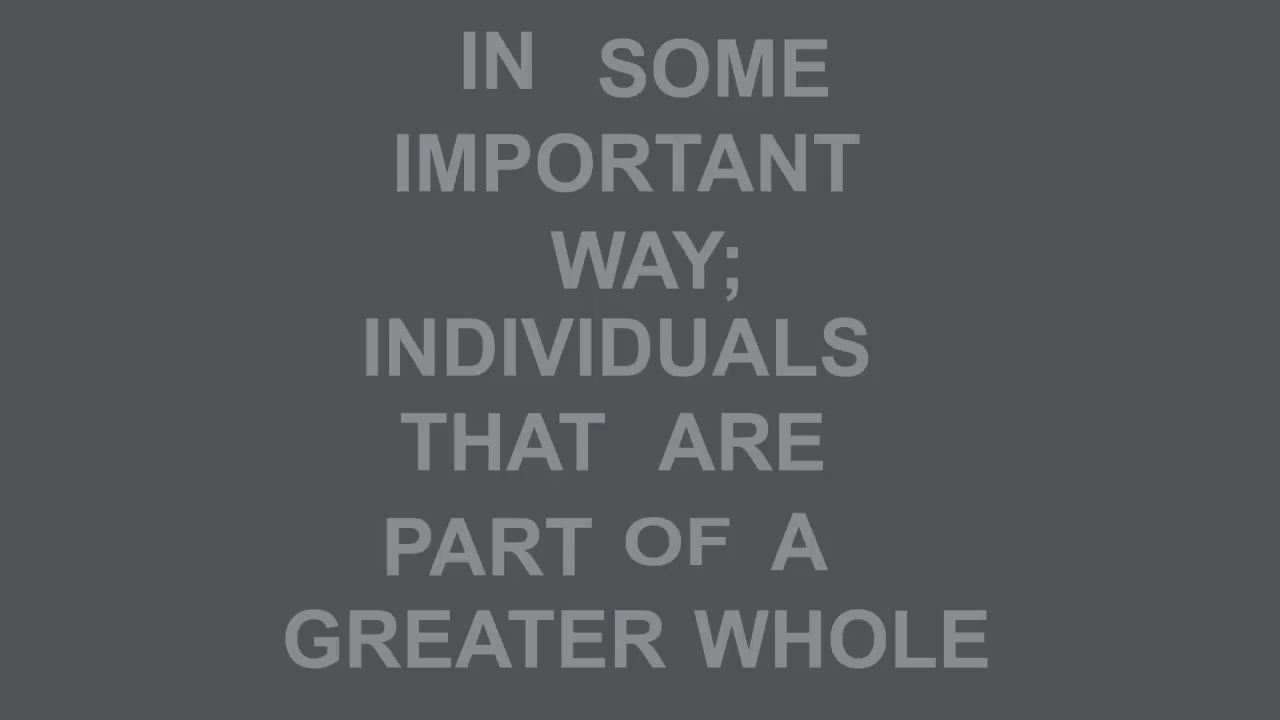 IN SOME
IMPORTANT
WAY;
INDIVIDUALS
THAT ARE
PART OF A
GREATER WHOLE